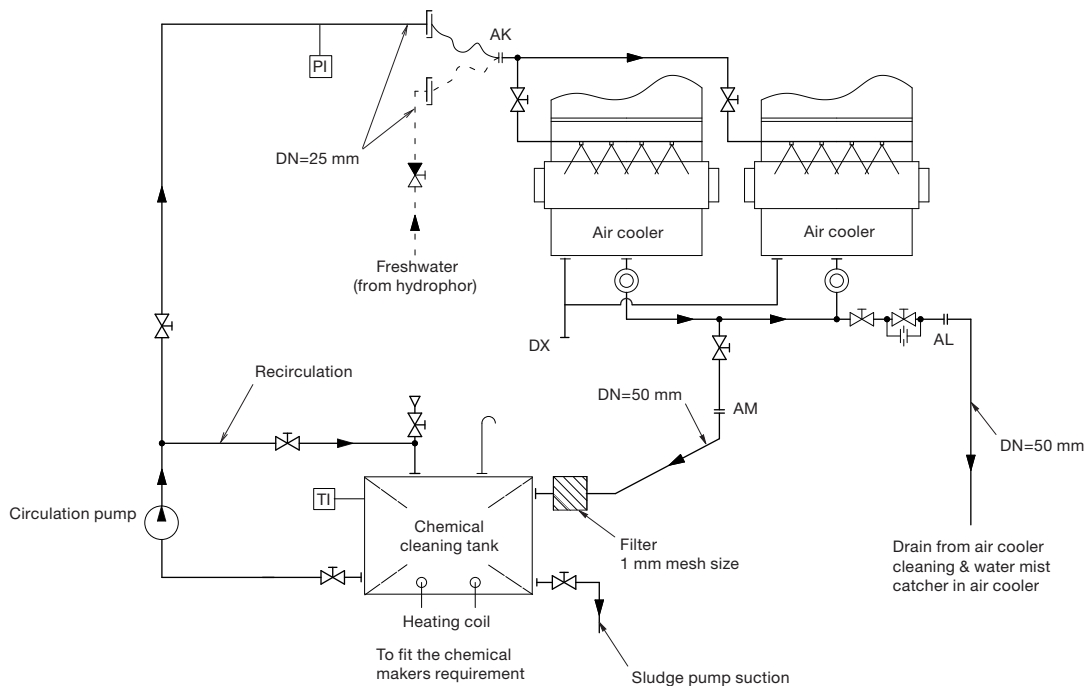 AK
PI
DN=25 mm
Freshwater
(from hydrophor)
Air cooler
Air cooler
DX
AL
Recirculation
DN=50 mm
AM
DN=50 mm
TI
Circulation pump
Chemical
cleaning tank
Filter
1 mm mesh size
Drain from air cooler
cleaning & water mist
catcher in air cooler
Heating coil
To fit the chemical
makers requirement
Sludge pump suction